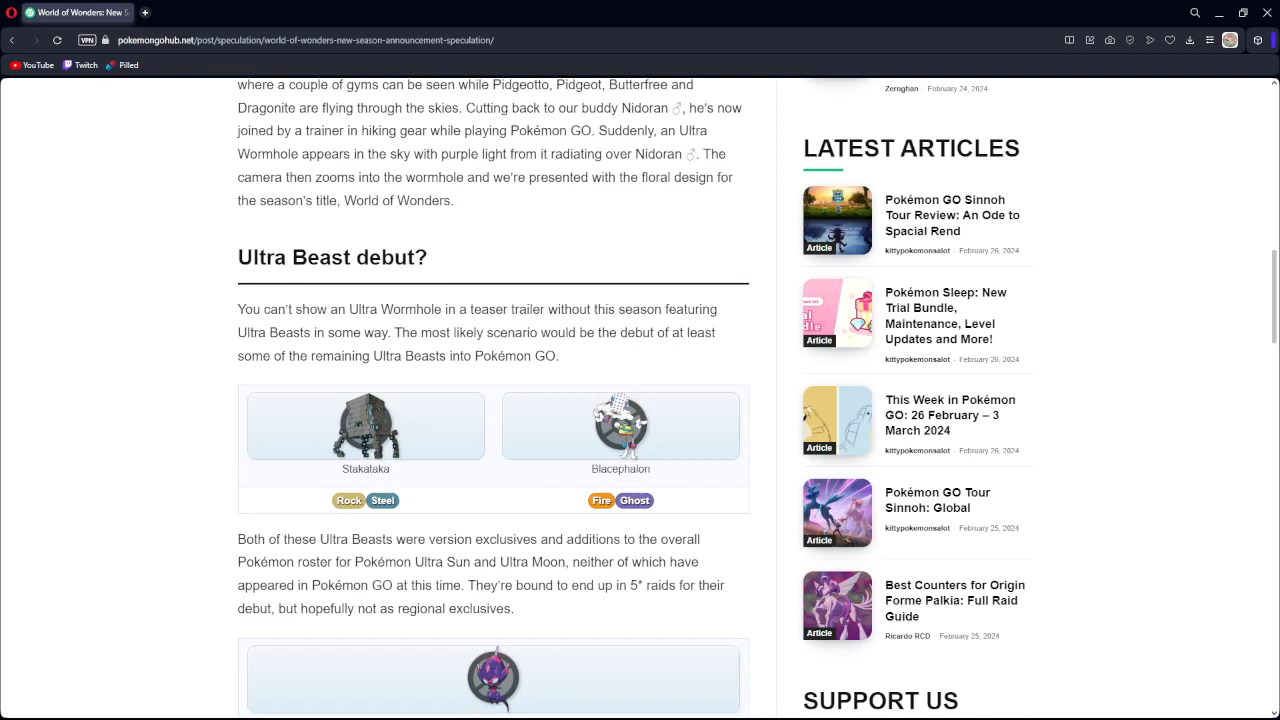 World of Wonders: New S
VPN
pokemongohub.net/post/speculation/world-of-wonders-new-season-announcement-speculation/
YouTube
Twitch
Pilled
where a couple of gyms can be seen while Pidgeotto, Pidgeot, Butterfree and
Dragonite are flying through the skies. Cutting back to our buddy Nidoran ♂, he's now
joined by a trainer in hiking gear while playing Pokémon GO. Suddenly, an Ultra
Wormhole appears in the sky with purple light from it radiating over Nidoran ♂. The
camera then zooms into the wormhole and we're presented with the floral design for
the season's title, World of Wonders.
Ultra Beast debut?
You can't show an Ultra Wormhole in a teaser trailer without this season featuring
Ultra Beasts in some way. The most likely scenario would be the debut of at least
some of the remaining Ultra Beasts into Pokémon GO.
Stakataka
Blacephalon
Rock Steel
Fire Ghost
Both of these Ultra Beasts were version exclusives and additions to the overall
Pokémon roster for Pokémon Ultra Sun and Ultra Moon, neither of which have
appeared in Pokémon GO at this time. They're bound to end up in 5* raids for their
debut, but hopefully not as regional exclusives.
Zeroghan - February 24, 2024
LATEST ARTICLES
Article
Pokémon GO Sinnoh
Tour Review: An Ode to
Spacial Rend
kittypokemonsalot - February 26, 2024
Article
Pokémon Sleep: New
Trial Bundle,
Maintenance, Level
Updates and More!
kittypokemonsalot - February 26, 2024
Article
This Week in Pokémon
GO: 26 February – 3
March 2024
kittypokemonsalot - February 26, 2024
Article
Pokémon GO Tour
Sinnoh: Global
kittypokemonsalot - February 25, 2024
Article
Best Counters for Origin
Forme Palkia: Full Raid
Guide
Ricardo RCD - February 25, 2024
SUPPORT US